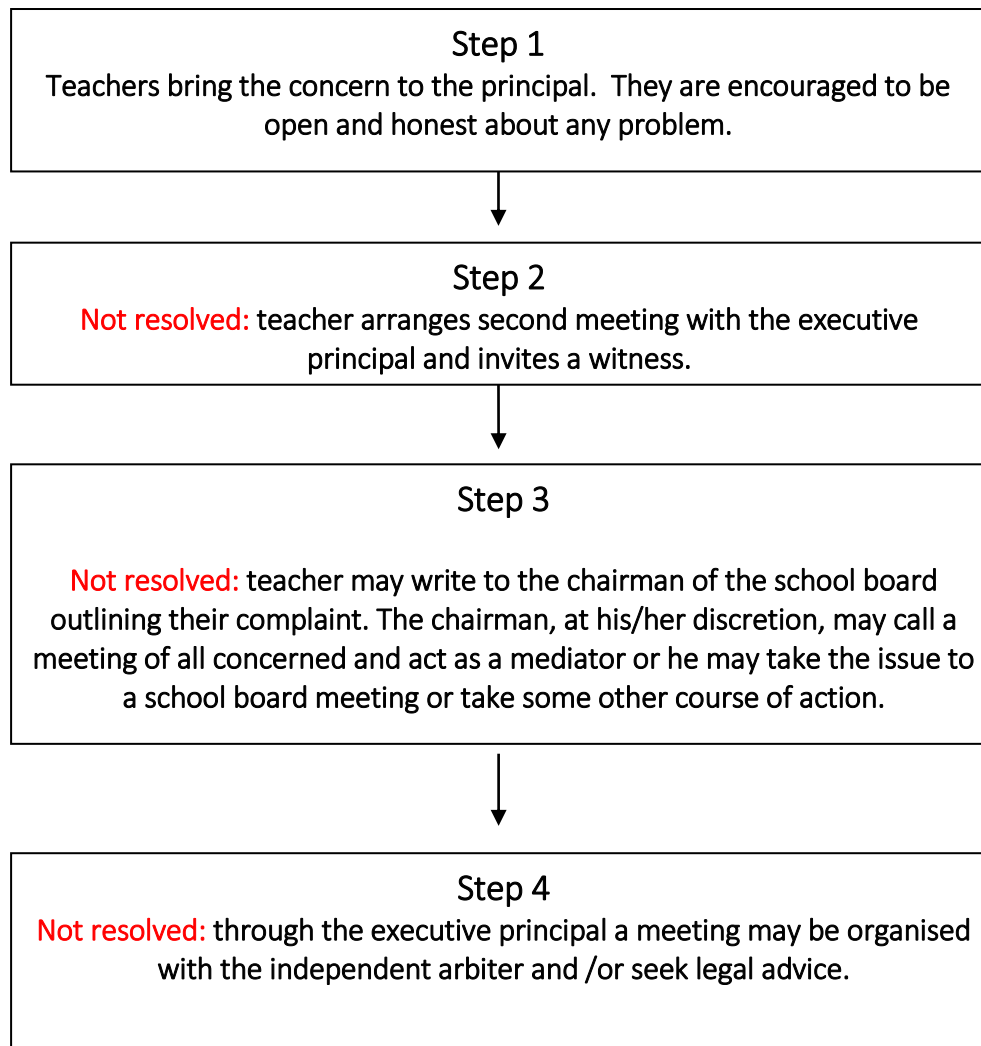 Step 1
Teachers bring the concern to the principal.  They are encouraged to be
open and honest about any problem.
Step 2
Not resolved: teacher arranges second meeting with the executive
principal and invites a witness.
Step 3
Not resolved: teacher may write to the chairman of the school board
outlining their complaint. The chairman, at his/her discretion, may call a
meeting of all concerned and act as a mediator or he may take the issue to
a school board meeting or take some other course of action.
Step 4
Not resolved: through the executive principal a meeting may be organised
with the independent arbiter and /or seek legal advice.